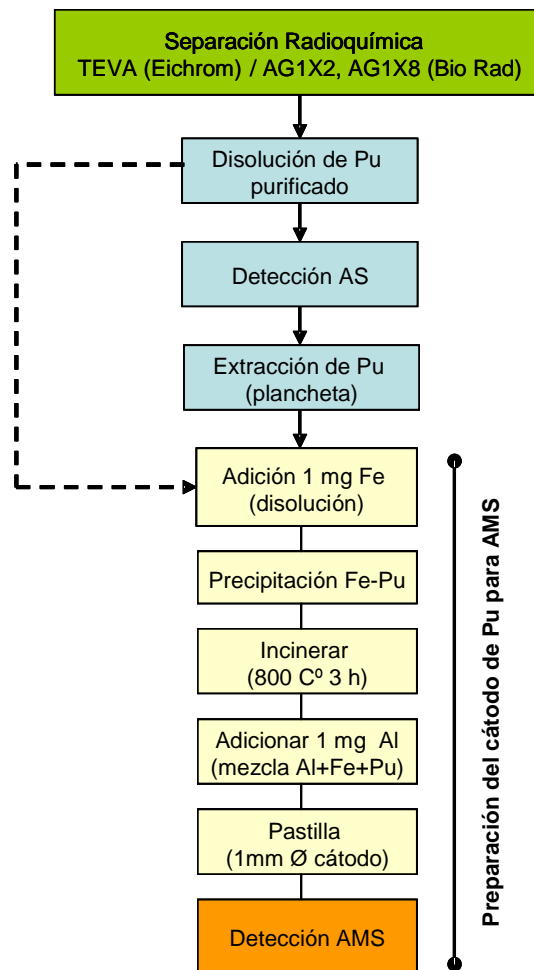 Separación Radioquímica
TEVA (Eichrom) / AG1X2, AG1X8 (Bio Rad)
Disolución de Pu
purificado
Detección AS
Extracción de Pu
(plancheta)
Adición 1 mg Fe
(disolución)
Precipitación Fe-Pu
Incinerar
(800 Cº 3 h)
Adicionar 1 mg Al
(mezcla Al+Fe+Pu)
Pastilla
(1mm Ø cátodo)
Detección AMS
Preparación del cátodo de Pu para AMS